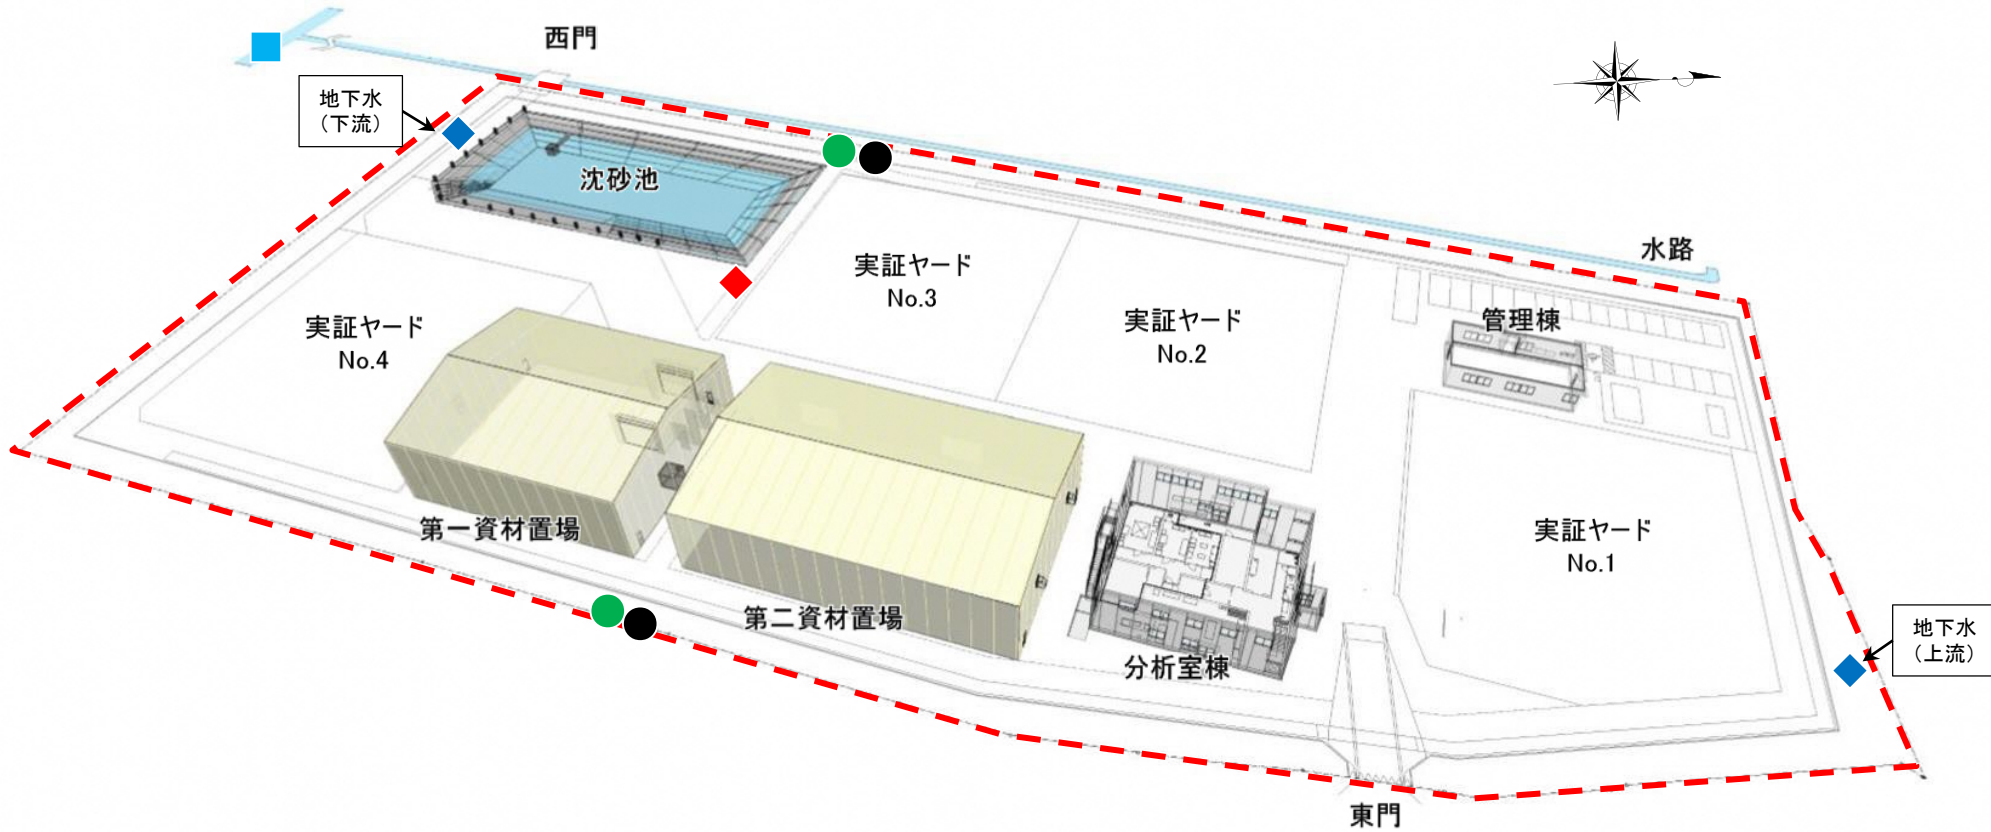 西門
地下水
（下流）
沈砂池
水路
実証ヤード
No.3
実証ヤード
No.2
管理棟
実証ヤード
No.4
第一資材置場
第二資材置場
分析室棟
実証ヤード
No.1
地下水
（上流）
東門